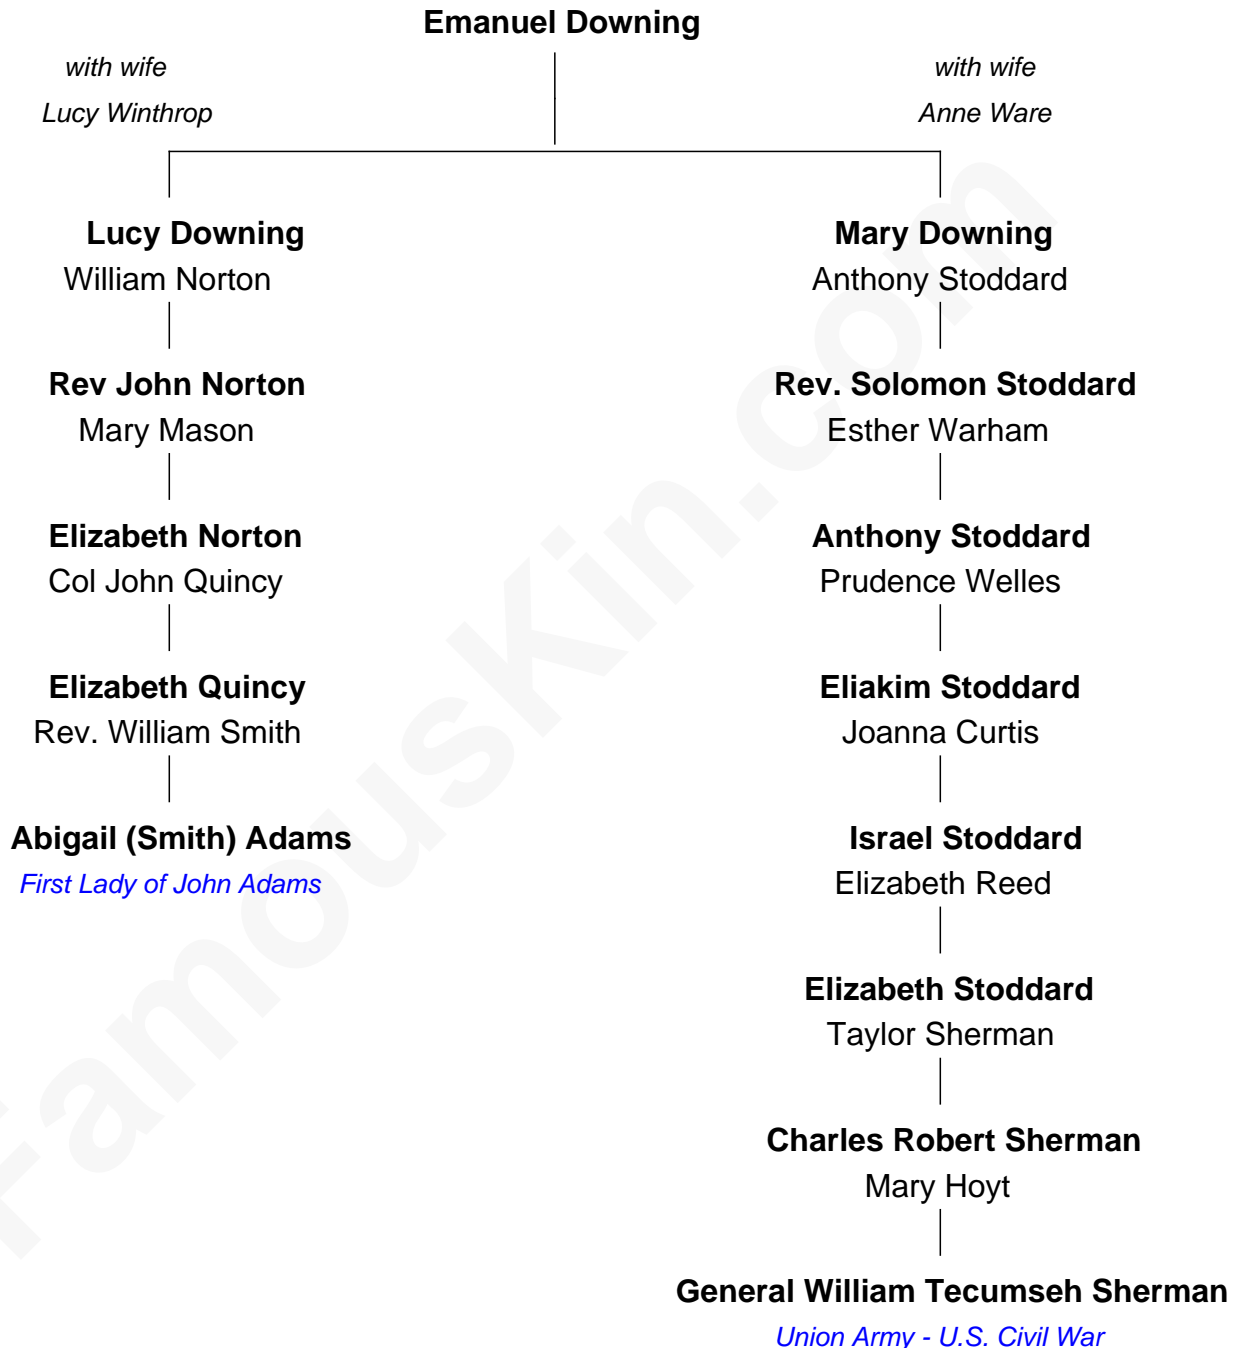 Emanuel Downing
with wife
Lucy Winthrop
with wife
Anne Ware
Lucy Downing
William Norton
Mary Downing
Anthony Stoddard
Rev John Norton
Mary Mason
Rev. Solomon Stoddard
Esther Warham
Elizabeth Norton
Col John Quincy
Anthony Stoddard
Prudence Welles
Elizabeth Quincy
Rev. William Smith
Eliakim Stoddard
Joanna Curtis
Abigail (Smith) Adams
First Lady of John Adams
Israel Stoddard
Elizabeth Reed
Elizabeth Stoddard
Taylor Sherman
Charles Robert Sherman
Mary Hoyt
General William Tecumseh Sherman
Union Army - U.S. Civil War
FamousKin.com